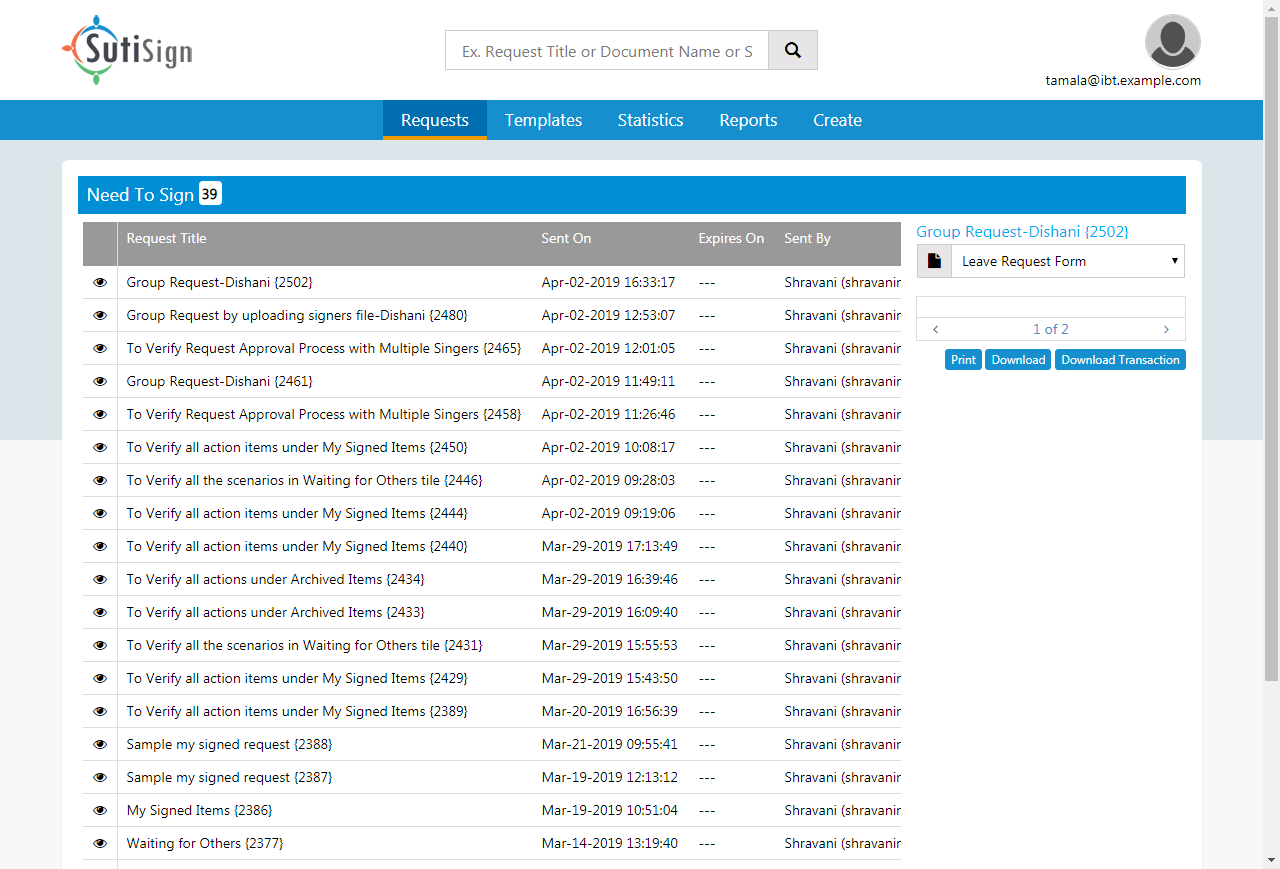 SutiSign
Ex. Request Title or Document Name or S
tamala@ibt.example.com
Requests Templates Statistics Reports Create
Need To Sign 39
Request Title Sent On Expires On Sent By
Group Request-Dishani {2502} Apr-02-2019 16:33:17 --- Shravani (shravanir
Group Request by uploading signers file-Dishani {2480} Apr-02-2019 12:53:07 --- Shravani (shravanir
To Verify Request Approval Process with Multiple Singers {2465} Apr-02-2019 12:01:05 --- Shravani (shravanir
Group Request-Dishani {2461} Apr-02-2019 11:49:11 --- Shravani (shravanir
To Verify Request Approval Process with Multiple Singers {2458} Apr-02-2019 11:26:46 --- Shravani (shravanir
To Verify all action items under My Signed Items {2450} Apr-02-2019 10:08:17 --- Shravani (shravanir
To Verify all the scenarios in Waiting for Others tile {2446} Apr-02-2019 09:28:03 --- Shravani (shravanir
To Verify all action items under My Signed Items {2444} Apr-02-2019 09:19:06 --- Shravani (shravanir
To Verify all action items under My Signed Items {2440} Mar-29-2019 17:13:49 --- Shravani (shravanir
To Verify all actions under Archived Items {2434} Mar-29-2019 16:39:46 --- Shravani (shravanir
To Verify all actions under Archived Items {2433} Mar-29-2019 16:09:40 --- Shravani (shravanir
To Verify all the scenarios in Waiting for Others tile {2431} Mar-29-2019 15:55:53 --- Shravani (shravanir
To Verify all action items under My Signed Items {2429} Mar-29-2019 15:43:50 --- Shravani (shravanir
To Verify all action items under My Signed Items {2389} Mar-20-2019 16:56:39 --- Shravani (shravanir
Sample my signed request {2388} Mar-21-2019 09:55:41 --- Shravani (shravanir
Sample my signed request {2387} Mar-19-2019 12:13:12 --- Shravani (shravanir
My Signed Items {2386} Mar-19-2019 10:51:04 --- Shravani (shravanir
Waiting for Others {2377} Mar-14-2019 13:19:40 --- Shravani (shravanir
Group Request-Dishani {2502}
Leave Request Form
‹ 1 of 2 ›
Print Download Download Transaction